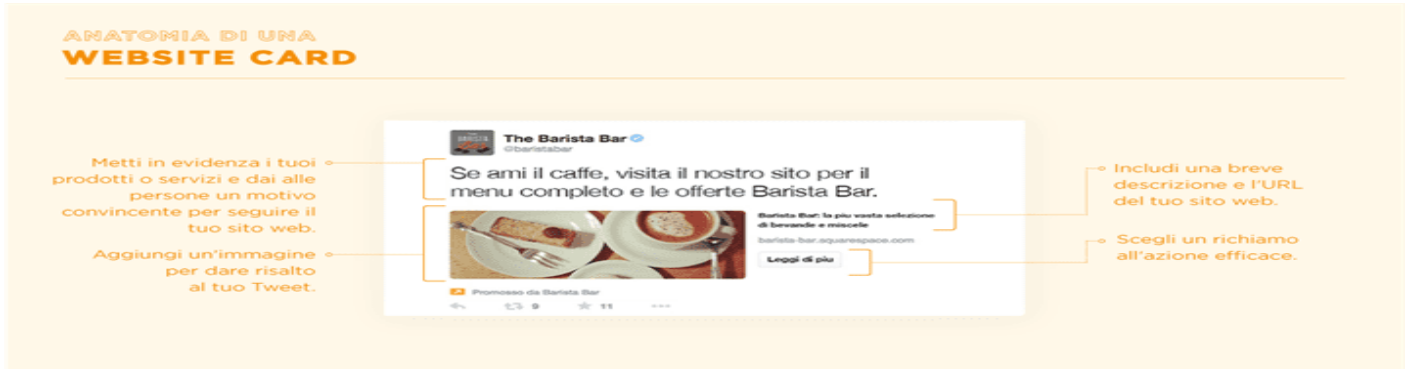 ANATOMIA DI UNA
WEBSITE CARD
Metti in evidenza i tuoi
prodotti o servizi e dai alle
persone un motivo
convincente per seguire il
tuo sito web.
Aggiungi un'immagine
per dare risalto
al tuo Tweet.
THE
BARISTA
The Barista Bar
@baristabar
Se ami il caffe, visita il nostro sito per il
menu completo e le offerte Barista Bar.
Barista Bar: la piu vasta selezione
di bevande e miscele
barista-bar.squarespace.com
Leggi di piu
Promosso da Barista Bar
9 11
Includi una breve
descrizione e l'URL
del tuo sito web.
Scegli un richiamo
all'azione efficace.